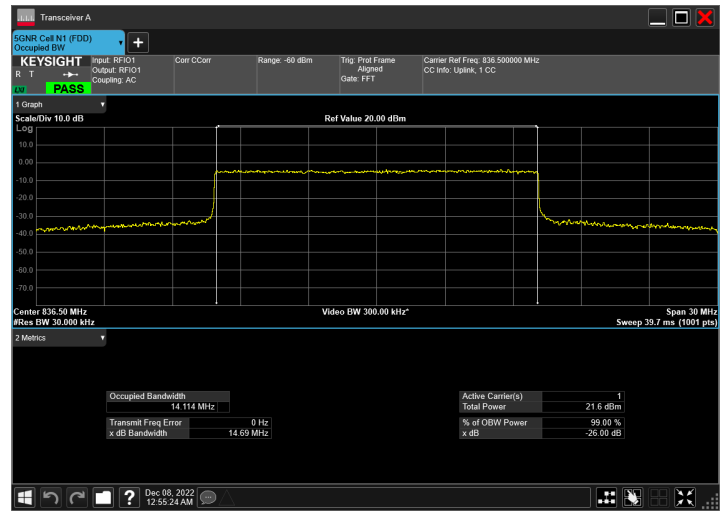 Transceiver A
5GNR Cell N1 (FDD)
Occupied BW
KEYSIGHT
R T
LXI
PASS
Input: RFIO1
Output: RFIO1
Coupling: AC
Corr CCorr
Range: -60 dBm
Trig: Prot Frame
Aligned
Gate: FFT
Carrier Ref Freq: 836.500000 MHz
CC Info: Uplink, 1 CC
1 Graph
Scale/Div 10.0 dB
Ref Value 20.00 dBm
Log
10.0
0.00
-10.0
-20.0
-30.0
-40.0
-50.0
-60.0
-70.0
Center 836.50 MHz
Video BW 300.00 kHz*
Span 30 MHz
#Res BW 30.000 kHz
Sweep 39.7 ms (1001 pts)
2 Metrics
Occupied Bandwidth
14.114 MHz
Active Carrier(s) 1
Total Power 21.6 dBm
Transmit Freq Error 0 Hz
x dB Bandwidth 14.69 MHz
% of OBW Power 99.00 %
x dB -26.00 dB
?
Dec 08, 2022
12:55:24 AM